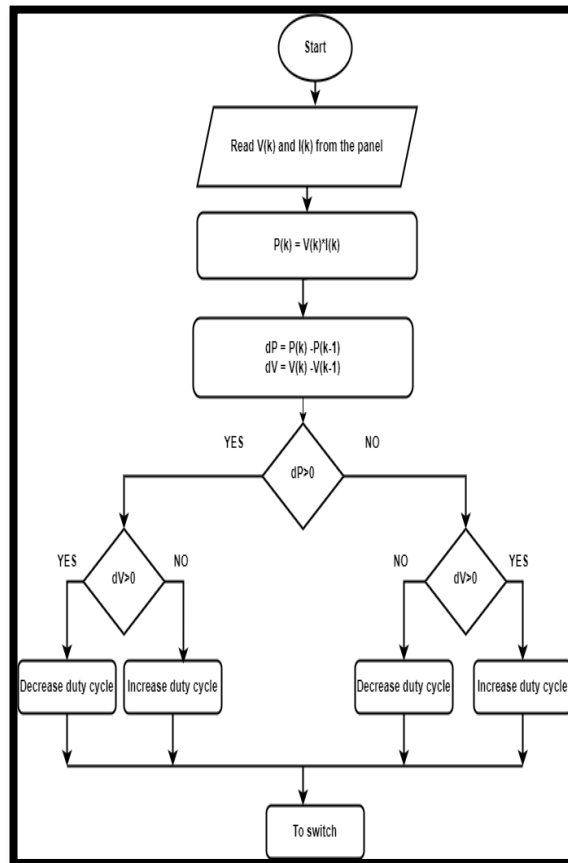 Start
Read V(k) and I(k) from the panel
P(k) = V(k)*I(k)
dP = P(k) -P(k-1)
dV = V(k) -V(k-1)
YES
NO
dP>0
YES
NO
dV>0
NO
YES
dV>0
Decrease duty cycle
Increase duty cycle
Decrease duty cycle
Increase duty cycle
To switch